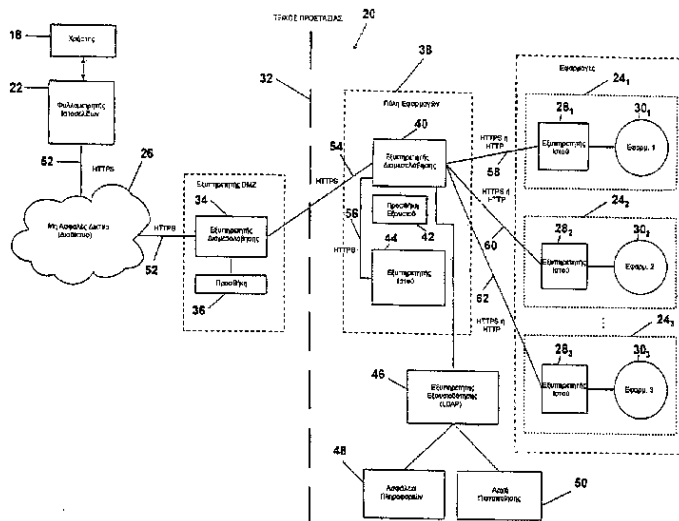 ΤΕΙΧΟΣ ΠΡΟΣΤΑΣΙΑΣ
20
18
Χρήστης
22
Φυλλομετρητής
Ιστοσελίδων
52
HTTPS
26
Μη Ασφαλές Δίκτυο
(Διαδίκτυο)
HTTPS
52
Εξυπηρετητής DMZ
34
Εξυπηρετητής
Διαμεσολάβησης
Προσθήκη
36
32
54
HTTPS
38
Πύλη Εφαρμογών
40
Εξυπηρετητής
Διαμεσολάβησης
Προσθήκη
42
56
HTTPS
44
Εξυπηρετητής
Ιστού
HTTPS ή
HTTP
58
HTTPS ή
HTTP
60
62
HTTPS ή
HTTP
Εφαρμογές
24₁
28₁
30₁
Εξυπηρετητής
Ιστού
Εφαρμ. 1
24₂
28₂
30₂
Εξυπηρετητής
Ιστού
Εφαρμ. 2
24₃
28₃
30₃
Εξυπηρετητής
Ιστού
Εφαρμ. 3
46
Εξυπηρετητής
Εξουσιοδότησης
(LDAP)
48
Ασφάλεια
Πληροφοριών
Αρχή
Πιστοποίησης
50